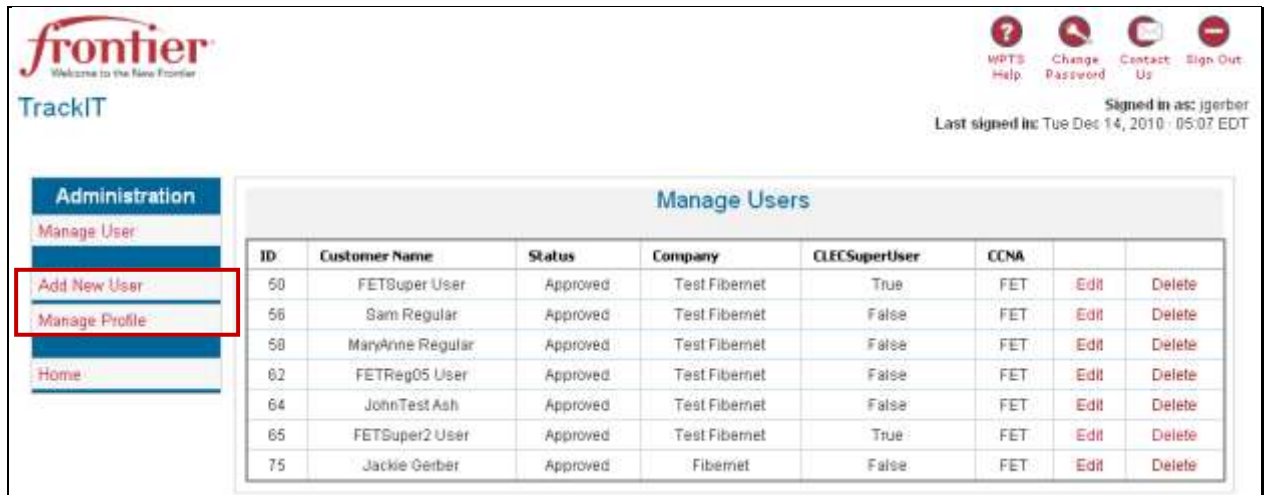 frontier
Welcome to the New Frontier
WPTS Help
Change Password
Contact Us
Sign Out
TrackIT
Signed in as: jgerber
Last signed in: Tue Dec 14, 2010 - 05:07 EDT
Administration
Manage User
Add New User
Manage Profile
Home
Manage Users
ID Customer Name Status Company CLECSuperUser CCNA
50 FETSuper User Approved Test Fibernet True FET Edit Delete
56 Sam Regular Approved Test Fibernet False FET Edit Delete
58 MaryAnne Regular Approved Test Fibernet False FET Edit Delete
62 FETReg05 User Approved Test Fibernet False FET Edit Delete
64 JohnTest Ash Approved Test Fibernet False FET Edit Delete
65 FETSuper2 User Approved Test Fibernet True FET Edit Delete
75 Jackie Gerber Approved Fibernet False FET Edit Delete